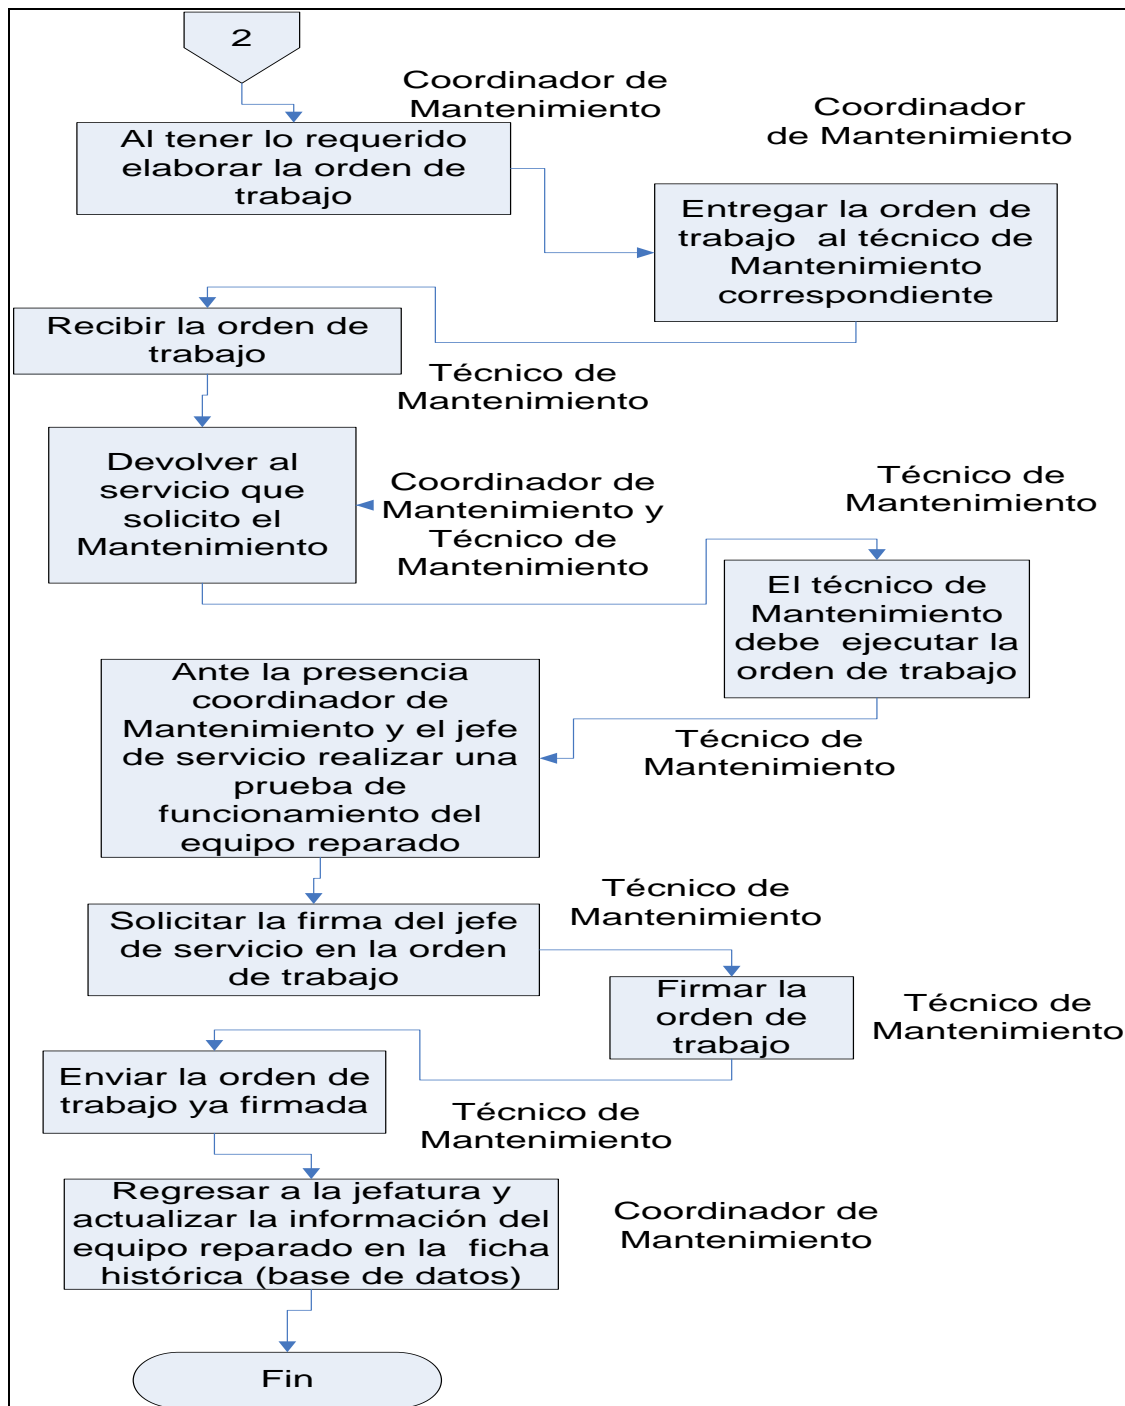 2
Coordinador de
Mantenimiento
Coordinador
de Mantenimiento
Al tener lo requerido
elaborar la orden de
trabajo
Entregar la orden de
trabajo al técnico de
Mantenimiento
correspondiente
Recibir la orden de
trabajo
Técnico de
Mantenimiento
Devolver al
servicio que
solicito el
Mantenimiento
Coordinador de
Mantenimiento y
Técnico de
Mantenimiento
Técnico de
Mantenimiento
El técnico de
Mantenimiento
debe ejecutar la
orden de trabajo
Ante la presencia
coordinador de
Mantenimiento y el jefe
de servicio realizar una
prueba de
funcionamiento del
equipo reparado
Técnico de
Mantenimiento
Solicitar la firma del jefe
de servicio en la orden
de trabajo
Técnico de
Mantenimiento
Firmar la
orden de
trabajo
Técnico de
Mantenimiento
Enviar la orden de
trabajo ya firmada
Técnico de
Mantenimiento
Regresar a la jefatura y
actualizar la información del
equipo reparado en la ficha
histórica (base de datos)
Coordinador de
Mantenimiento
Fin